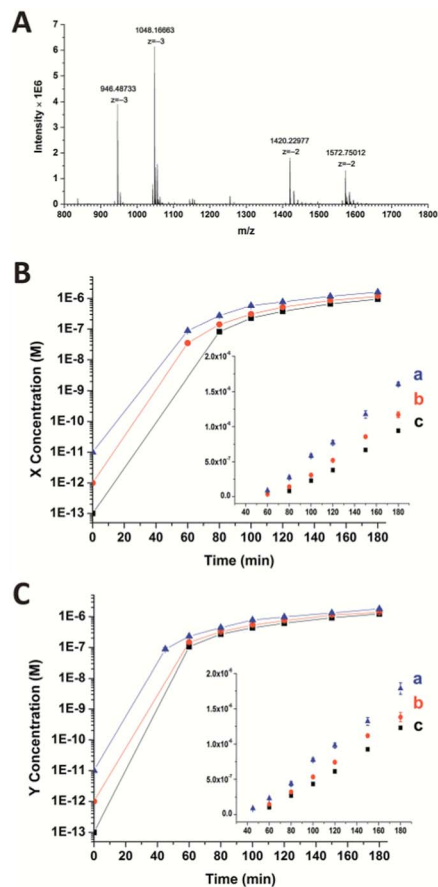 A
1048.16663
z=–3
946.48733
z=–3
1420.22977
z=–2
1572.75012
z=–2
7
6
5
4
3
2
1
0
Intensity × 1E6
800 900 1000 1100 1200 1300 1400 1500 1600 1700 1800
m/z
B
1E-6
1E-7
1E-8
1E-9
1E-10
1E-11
1E-12
1E-13
X Concentration (M)
2.0x10⁻⁶
1.5x10⁻⁶
1.0x10⁻⁶
5.0x10⁻⁷
0.0
40 60 80 100 120 140 160 180
a
b
c
0 20 40 60 80 100 120 140 160 180
Time (min)
C
1E-6
1E-7
1E-8
1E-9
1E-10
1E-11
1E-12
1E-13
Y Concentration (M)
2.0x10⁻⁶
1.5x10⁻⁶
1.0x10⁻⁶
5.0x10⁻⁷
0.0
40 60 80 100 120 140 160 180
a
b
c
0 20 40 60 80 100 120 140 160 180
Time (min)